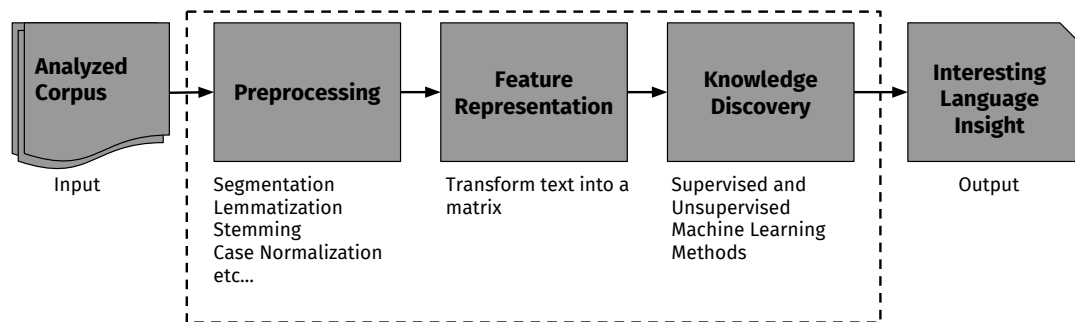 Analyzed
Corpus
Preprocessing
Feature
Representation
Knowledge
Discovery
Interesting
Language
Insight
Input
Segmentation
Lemmatization
Stemming
Case Normalization
etc...
Transform text into a
matrix
Supervised and
Unsupervised
Machine Learning
Methods
Output